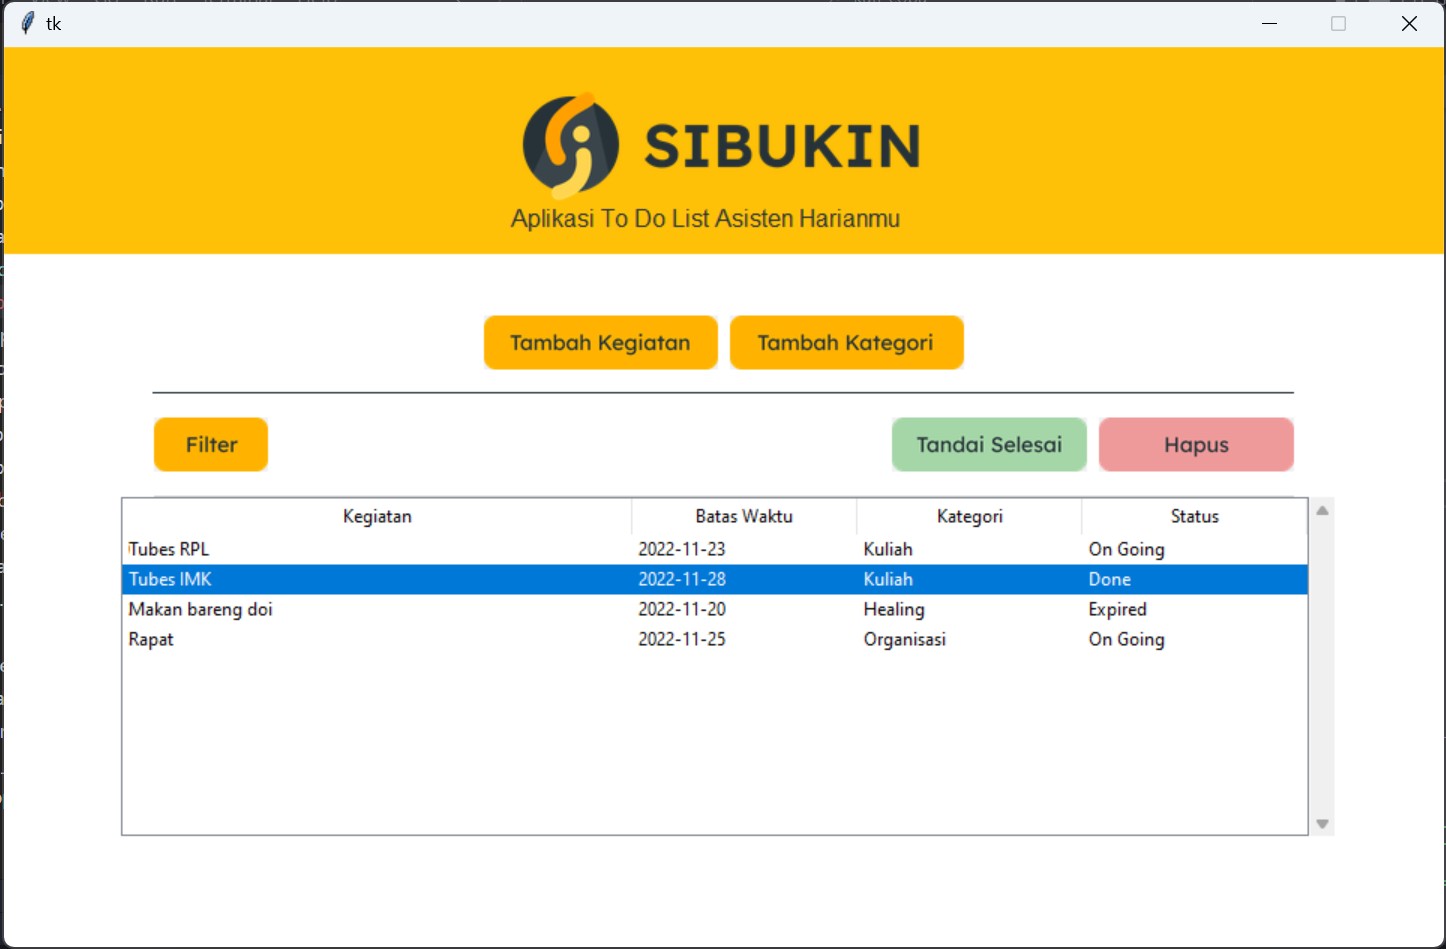 tk
SIBUKIN
Aplikasi To Do List Asisten Harianmu
Tambah Kegiatan Tambah Kategori
Filter Tandai Selesai Hapus
Kegiatan Batas Waktu Kategori Status
Tubes RPL 2022-11-23 Kuliah On Going
Tubes IMK 2022-11-28 Kuliah Done
Makan bareng doi 2022-11-20 Healing Expired
Rapat 2022-11-25 Organisasi On Going